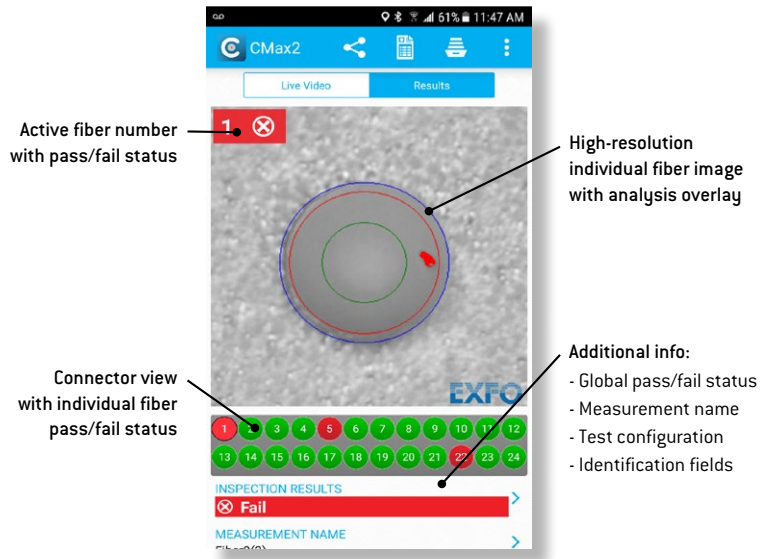 61% 11:47 AM
CMax2
Live Video
Results
1
Active fiber number
with pass/fail status
High-resolution
individual fiber image
with analysis overlay
EXFO
Connector view
with individual fiber
pass/fail status
1 2 3 4 5 6 7 8 9 10 11 12
13 14 15 16 17 18 19 20 21 22 23 24
Additional info:
- Global pass/fail status
- Measurement name
- Test configuration
- Identification fields
INSPECTION RESULTS
Fail
MEASUREMENT NAME